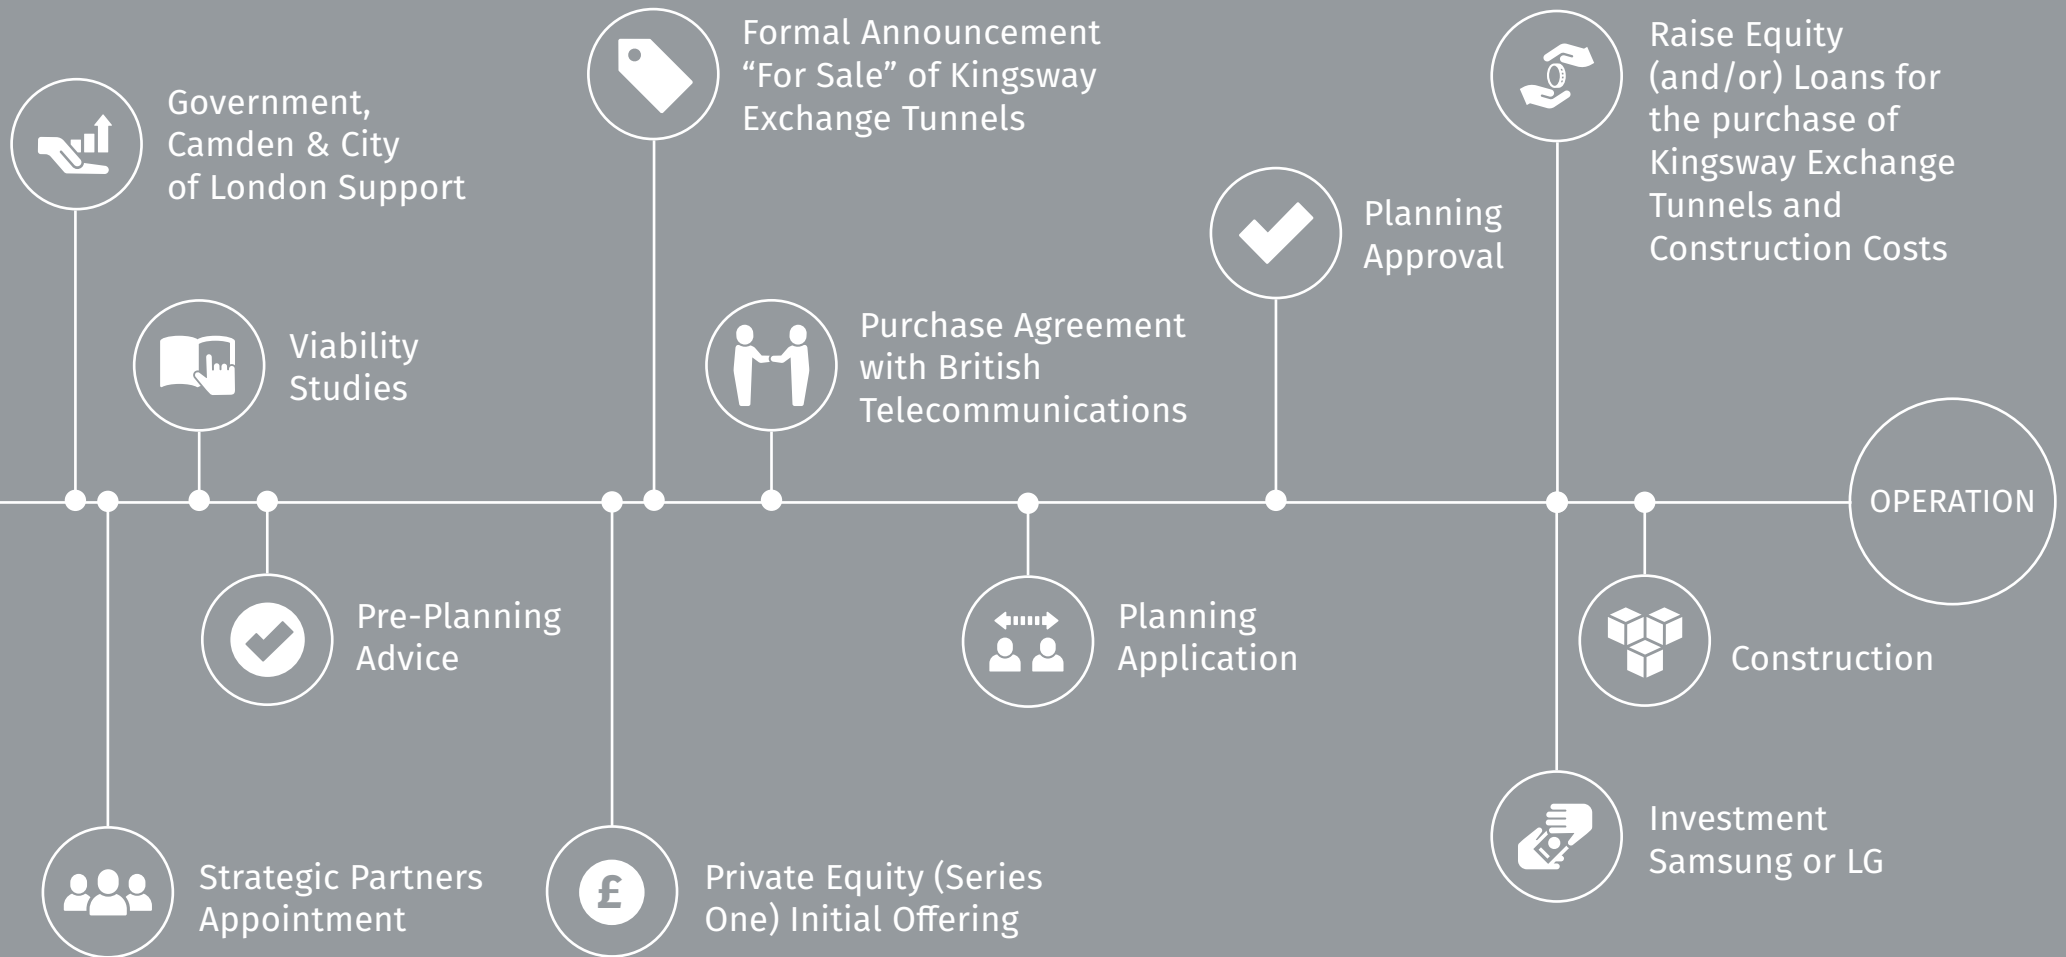 Government,
Camden & City
of London Support
Strategic Partners
Appointment
Viability
Studies
Pre-Planning
Advice
£
Private Equity (Series
One) Initial Offering
Formal Announcement
“For Sale” of Kingsway
Exchange Tunnels
Purchase Agreement
with British
Telecommunications
Planning
Application
Planning
Approval
Raise Equity
(and/or) Loans for
the purchase of
Kingsway Exchange
Tunnels and
Construction Costs
Investment
Samsung or LG
Construction
OPERATION